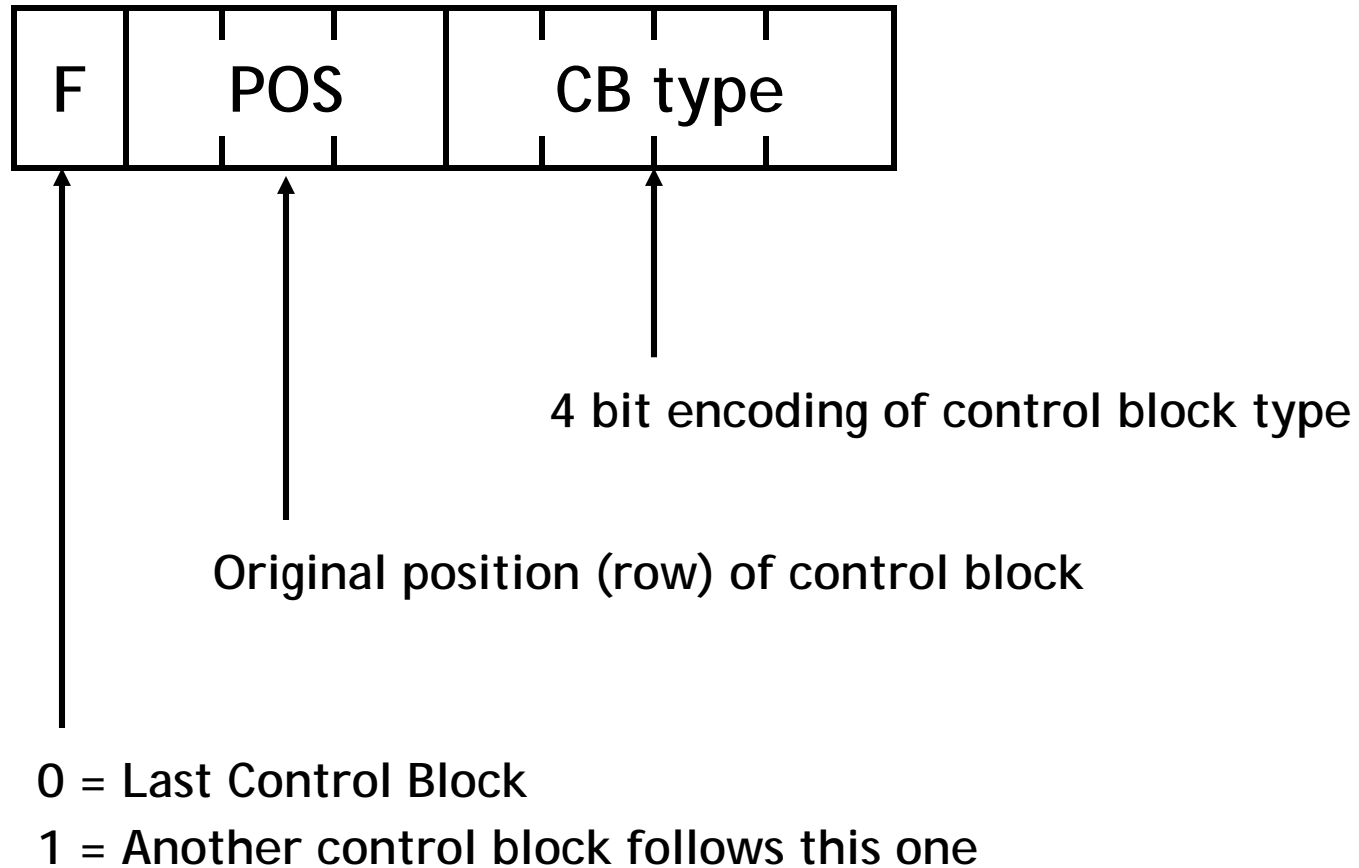 F POS CB type
4 bit encoding of control block type
Original position (row) of control block
0 = Last Control Block
1 = Another control block follows this one